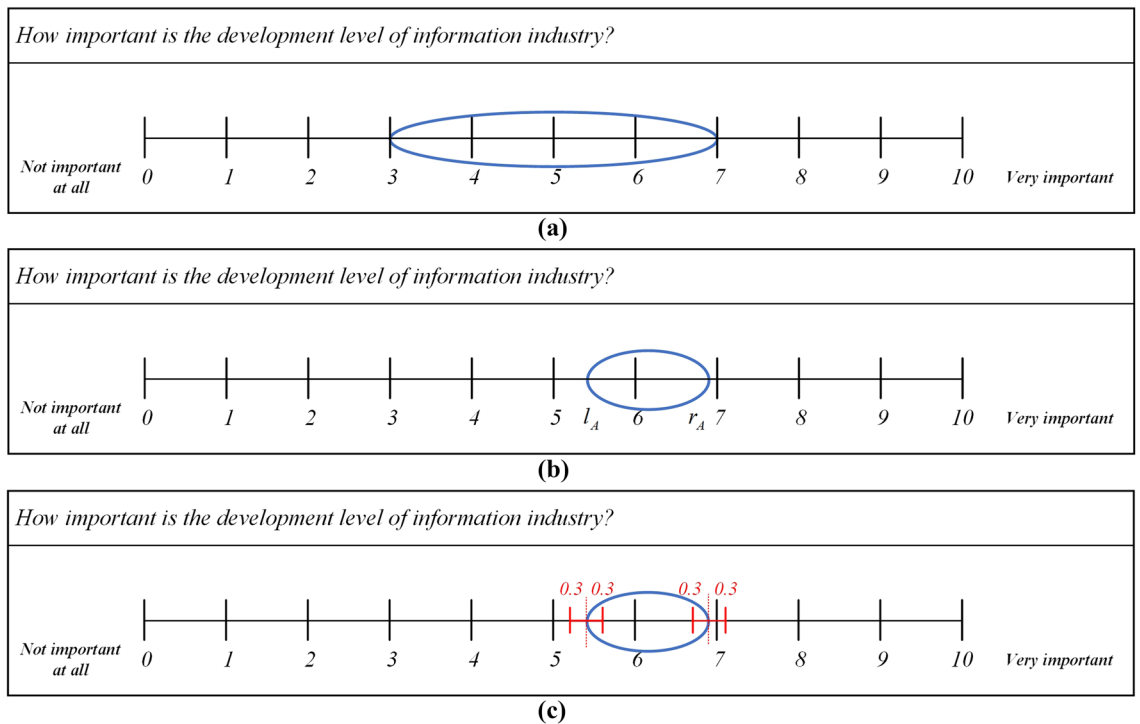 How important is the development level of information industry?
Not important
at all
0 1 2 3 4 5 6 7 8 9 10
Very important
(a)
How important is the development level of information industry?
Not important
at all
0 1 2 3 4 5 l_A 6 r_A 7 8 9 10
Very important
(b)
How important is the development level of information industry?
0.3 0.3 0.3 0.3
Not important
at all
0 1 2 3 4 5 6 7 8 9 10
Very important
(c)